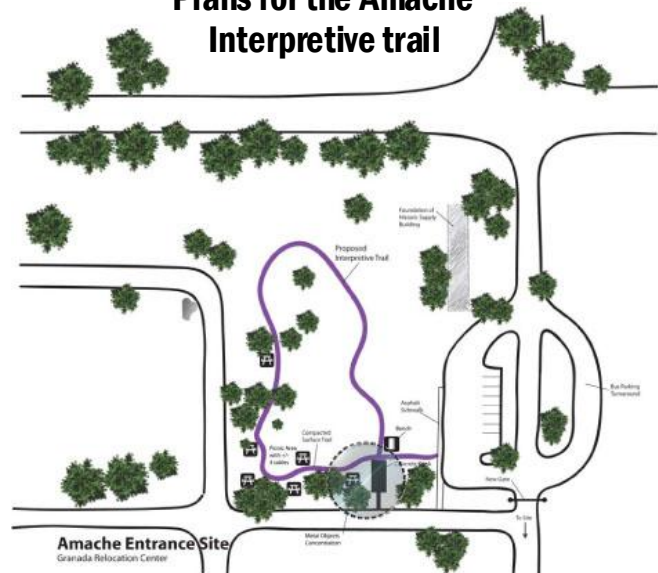 Plans for the Amache
Interpretive trail
Foundation of
Historic Supply
Building
Proposed
Interpretive Trail
Bus Parking
Turnaround
Asphalt
Sidewalk
Bench
Compacted
Surface Trail
Picnic Area
with +/-
4 tables
New Gate
To Site
Metal Objects
Concentration
Amache Entrance Site
Granada Relocation Center